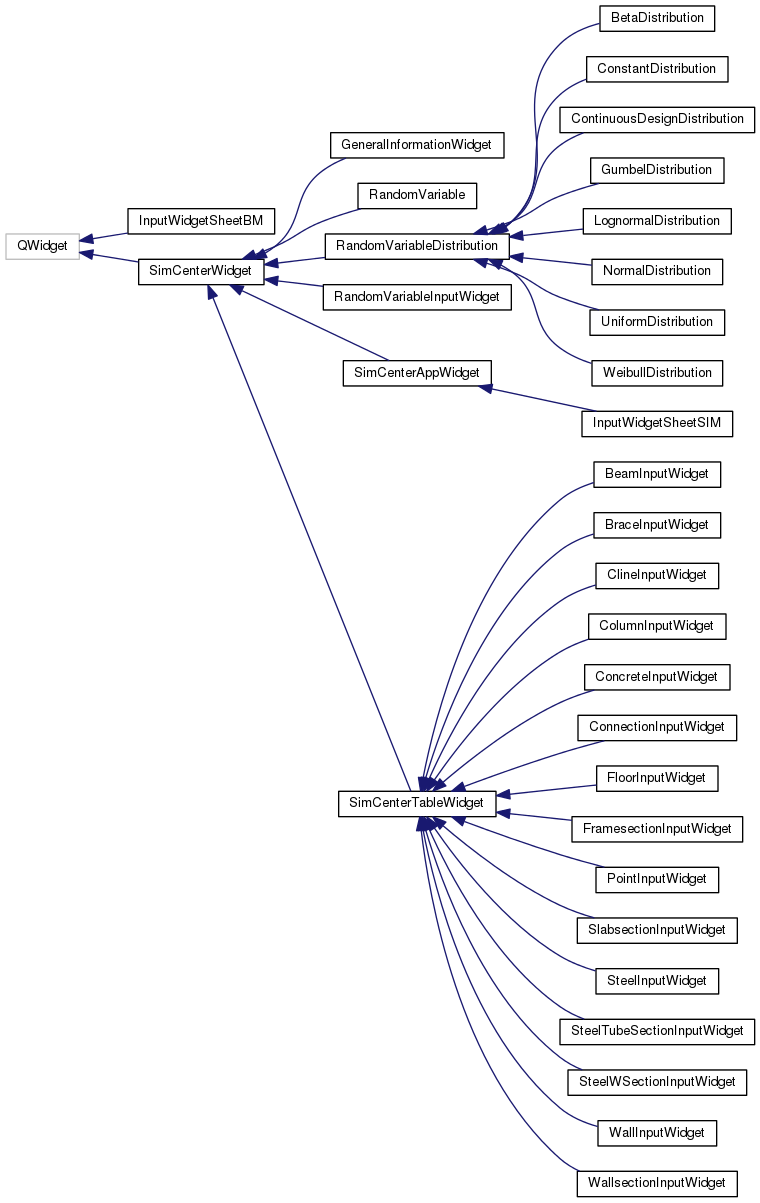 BetaDistribution
ConstantDistribution
ContinuousDesignDistribution
GeneralInformationWidget
GumbelDistribution
RandomVariable
InputWidgetSheetBM
LognormalDistribution
QWidget
RandomVariableDistribution
SimCenterWidget
NormalDistribution
RandomVariableInputWidget
UniformDistribution
SimCenterAppWidget
WeibullDistribution
InputWidgetSheetSIM
BeamInputWidget
BraceInputWidget
ClineInputWidget
ColumnInputWidget
ConcreteInputWidget
ConnectionInputWidget
FloorInputWidget
SimCenterTableWidget
FramesectionInputWidget
PointInputWidget
SlabsectionInputWidget
SteelInputWidget
SteelTubeSectionInputWidget
SteelWSectionInputWidget
WallInputWidget
WallsectionInputWidget